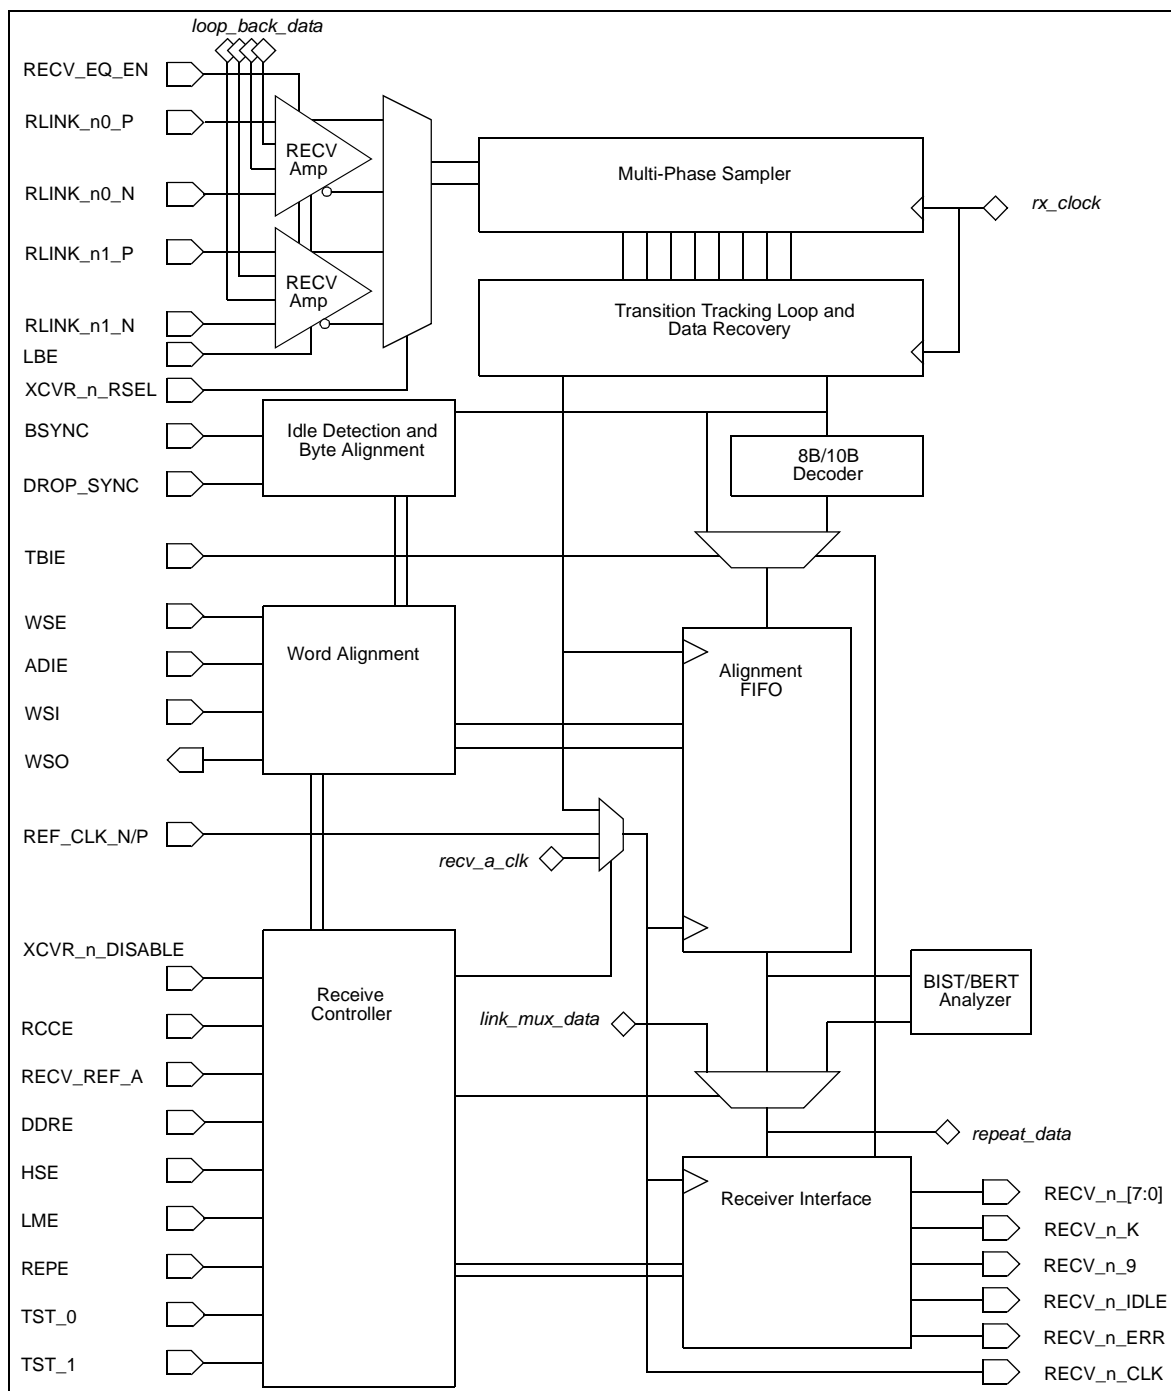 loop_back_data
RECV_EQ_EN
RLINK_n0_P
RECV
Amp
Multi-Phase Sampler
RLINK_n0_N
rx_clock
RLINK_n1_P
RECV
Amp
Transition Tracking Loop and
Data Recovery
RLINK_n1_N
LBE
XCVR_n_RSEL
BSYNC
Idle Detection and
Byte Alignment
8B/10B
Decoder
DROP_SYNC
TBIE
WSE
Word Alignment
ADIE
Alignment
FIFO
WSI
WSO
REF_CLK_N/P
recv_a_clk
XCVR_n_DISABLE
Receive
Controller
BIST/BERT
Analyzer
RCCE
link_mux_data
RECV_REF_A
DDRE
repeat_data
HSE
Receiver Interface
RECV_n_[7:0]
LME
RECV_n_K
REPE
RECV_n_9
TST_0
RECV_n_IDLE
RECV_n_ERR
TST_1
RECV_n_CLK